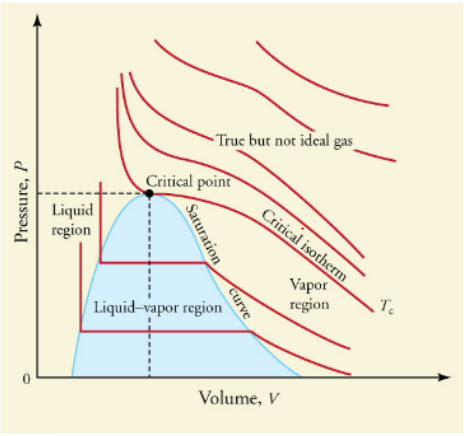 Pressure, P
True but not ideal gas
Critical point
Liquid
region
Saturation
curve
Critical isotherm
Vapor
region
T_c
Liquid–vapor region
0
Volume, V